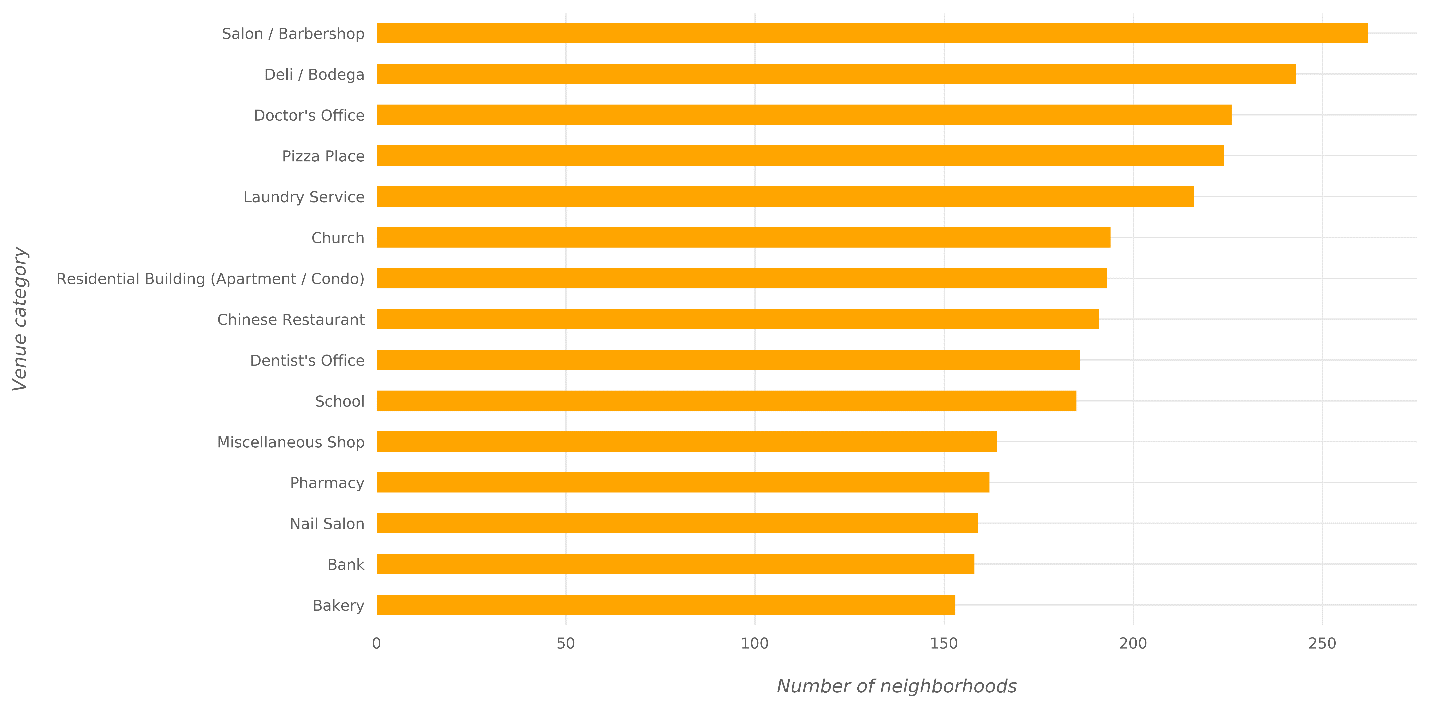 Salon / Barbershop
Deli / Bodega
Doctor's Office
Pizza Place
Laundry Service
Church
Residential Building (Apartment / Condo)
Chinese Restaurant
Dentist's Office
School
Miscellaneous Shop
Pharmacy
Nail Salon
Bank
Bakery
Venue category
0 50 100 150 200 250
Number of neighborhoods